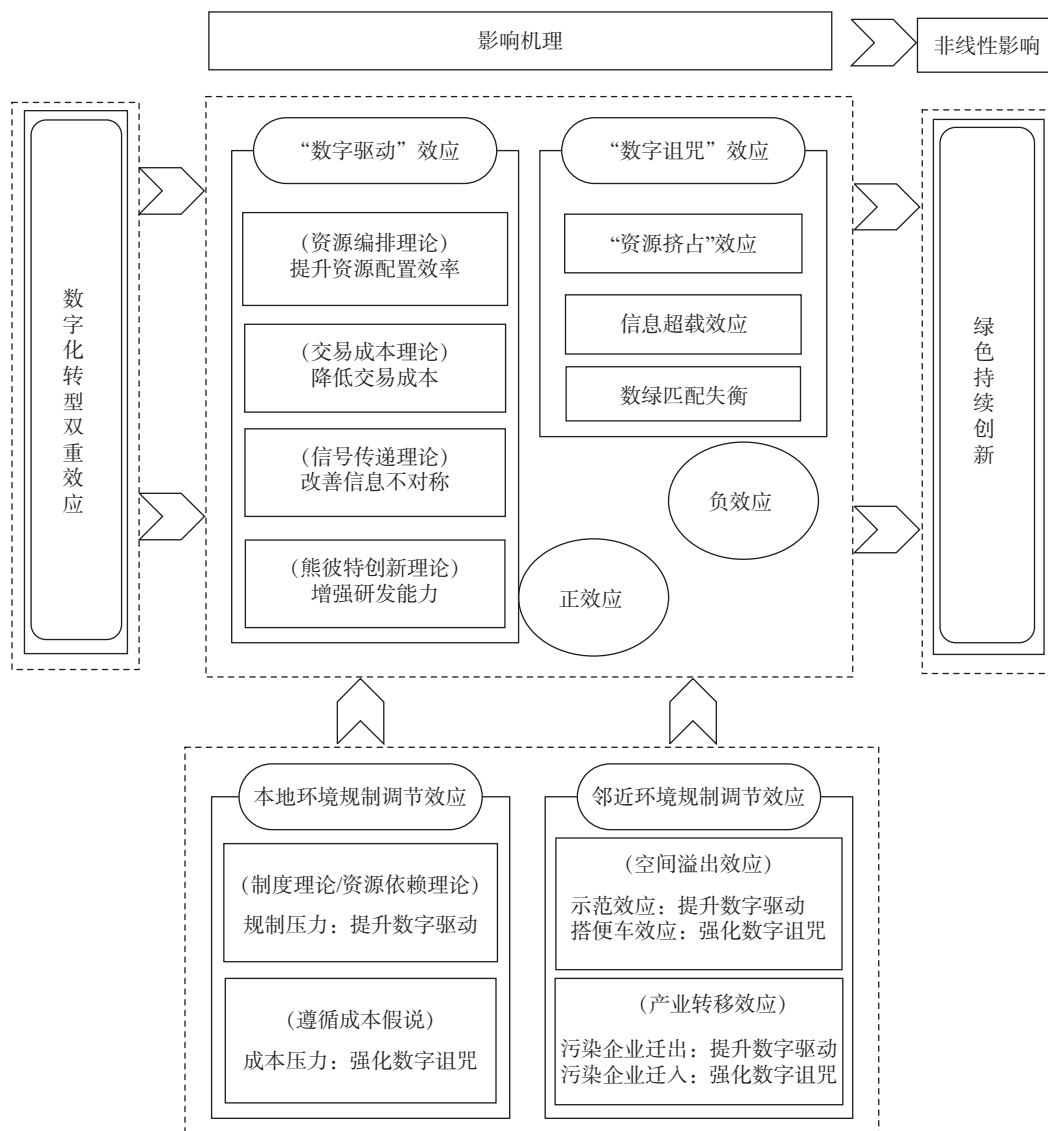 影响机理
非线性影响
数字化转型双重效应
“数字驱动”效应
(资源编排理论)
提升资源配置效率
(交易成本理论)
降低交易成本
(信号传递理论)
改善信息不对称
(熊彼特创新理论)
增强研发能力
“数字诅咒”效应
“资源挤占”效应
信息超载效应
数绿匹配失衡
负效应
正效应
绿色持续创新
本地环境规制调节效应
(制度理论/资源依赖理论)
规制压力：提升数字驱动
(遵循成本假说)
成本压力：强化数字诅咒
邻近环境规制调节效应
(空间溢出效应)
示范效应：提升数字驱动
搭便车效应：强化数字诅咒
(产业转移效应)
污染企业迁出：提升数字驱动
污染企业迁入：强化数字诅咒